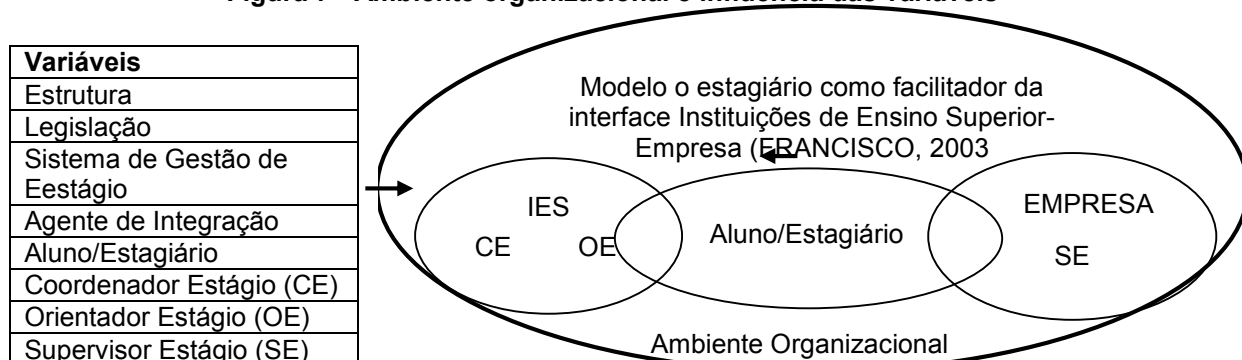 Figura - Ambiente organizacional e influência das variáveis
Variáveis
Estrutura
Legislação
Sistema de Gestão de
Eestágio
Agente de Integração
Aluno/Estagiário
Coordenador Estágio (CE)
Orientador Estágio (OE)
Supervisor Estágio (SE)
Modelo o estagiário como facilitador da
interface Instituições de Ensino Superior-
Empresa (FRANCISCO, 2003
IES
CE OE
Aluno/Estagiário
EMPRESA
SE
Ambiente Organizacional